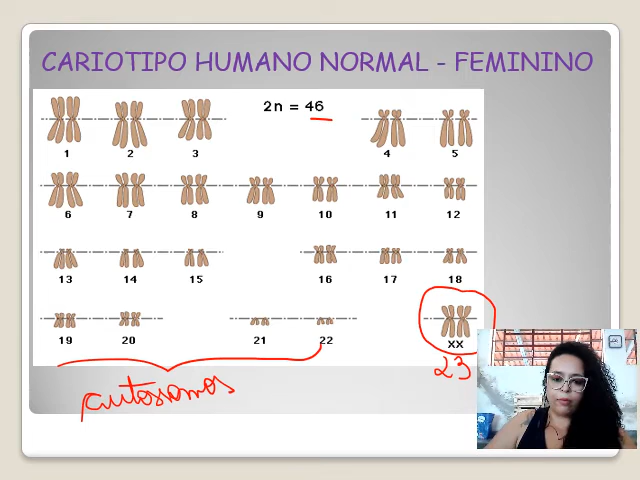 CARIOTIPO HUMANO NORMAL - FEMININO
2n = 46
1 2 3 4 5
6 7 8 9 10 11 12
13 14 15 16 17 18
19 20 21 22 XX
23
autossomos